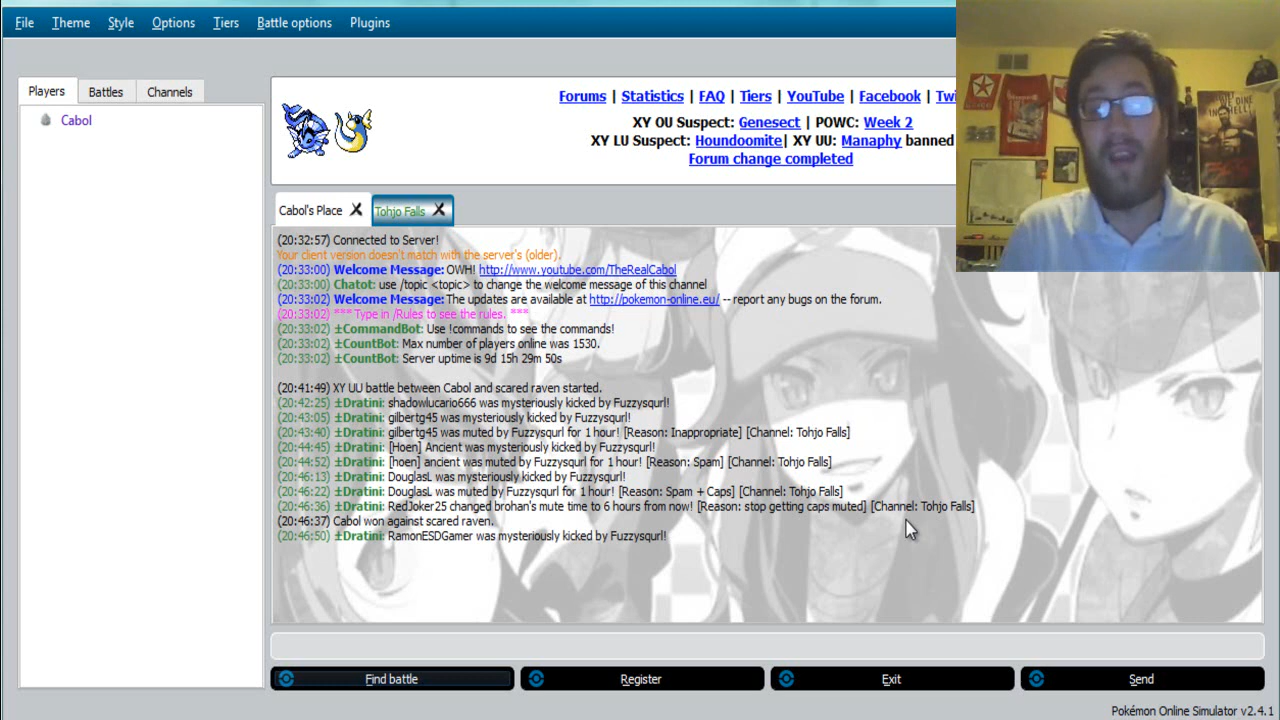 File Theme Style Options Tiers Battle options Plugins
Players Battles Channels
Cabol
Forums | Statistics | FAQ | Tiers | YouTube | Facebook | Twi
XY OU Suspect: Genesect | POWC: Week 2
XY LU Suspect: Houndoomite| XY UU: Manaphy banned
Forum change completed
Cabol's Place Tohjo Falls
(20:32:57) Connected to Server!
Your client version doesn't match with the server's (older).
(20:33:00) Welcome Message: OWH! http://www.youtube.com/TheRealCabol
(20:33:00) Chatot: use /topic <topic> to change the welcome message of this channel
(20:33:02) Welcome Message: The updates are available at http://pokemon-online.eu/ -- report any bugs on the forum.
(20:33:02) *** Type in /Rules to see the rules. ***
(20:33:02) ±CommandBot: Use !commands to see the commands!
(20:33:02) ±CountBot: Max number of players online was 1530.
(20:33:02) ±CountBot: Server uptime is 9d 15h 29m 50s
(20:41:49) XY UU battle between Cabol and scared raven started.
(20:42:25) ±Dratini: shadowlucario666 was mysteriously kicked by Fuzzysqurl!
(20:43:05) ±Dratini: gilbertg45 was mysteriously kicked by Fuzzysqurl!
(20:43:40) ±Dratini: gilbertg45 was muted by Fuzzysqurl for 1 hour! [Reason: Inappropriate] [Channel: Tohjo Falls]
(20:44:45) ±Dratini: [Hoen] Ancient was mysteriously kicked by Fuzzysqurl!
(20:44:52) ±Dratini: [hoen] ancient was muted by Fuzzysqurl for 1 hour! [Reason: Spam] [Channel: Tohjo Falls]
(20:46:13) ±Dratini: DouglasL was mysteriously kicked by Fuzzysqurl!
(20:46:22) ±Dratini: DouglasL was muted by Fuzzysqurl for 1 hour! [Reason: Spam + Caps] [Channel: Tohjo Falls]
(20:46:36) ±Dratini: RedJoker25 changed brohan's mute time to 6 hours from now! [Reason: stop getting caps muted] [Channel: Tohjo Falls]
(20:46:37) Cabol won against scared raven.
(20:46:50) ±Dratini: RamonESDGamer was mysteriously kicked by Fuzzysqurl!
Find battle Register Exit Send
Pokémon Online Simulator v2.4.1